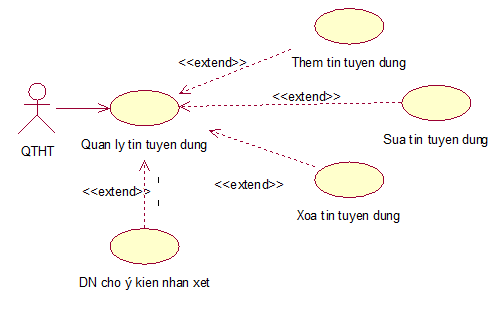 <<extend>>
Them tin tuyen dung
<<extend>>
QTHT
Quan ly tin tuyen dung
Sua tin tuyen dung
<<extend>>
<<extend>>
Xoa tin tuyen dung
DN cho ý kien nhan xet